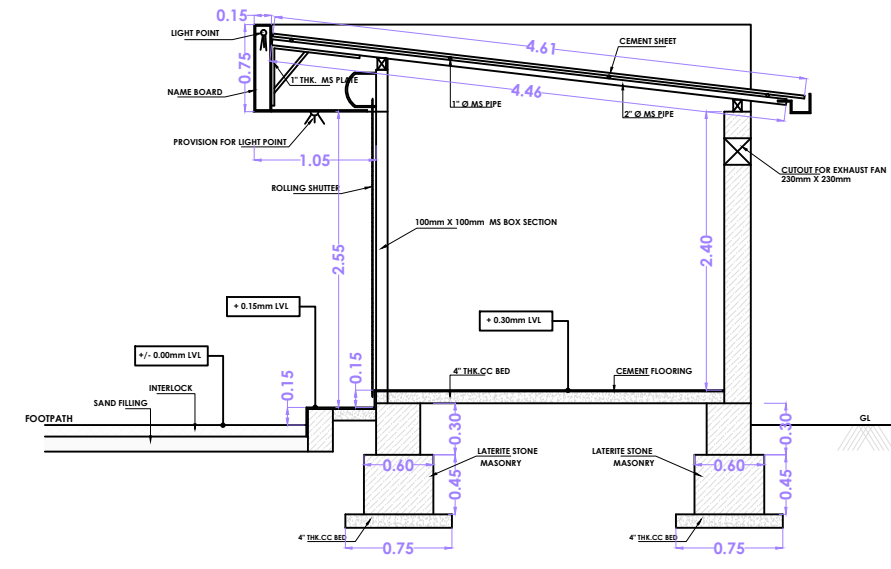 0.15
LIGHT POINT
4.61
CEMENT SHEET
0.75
1" THK. MS PLATE
NAME BOARD
4.46
1" Ø MS PIPE
2" Ø MS PIPE
PROVISION FOR LIGHT POINT
1.05
CUTOUT FOR EXHAUST FAN
230mm X 230mm
ROLLING SHUTTER
100mm X 100mm MS BOX SECTION
2.55
2.40
+ 0.15mm LVL
+ 0.30mm LVL
+/- 0.00mm LVL
0.15
4" THK.CC BED
CEMENT FLOORING
0.15
INTERLOCK
SAND FILLING
FOOTPATH
GL
0.30
0.30
LATERITE STONE
MASONRY
LATERITE STONE
MASONRY
0.60
0.60
0.45
0.45
4" THK.CC BED
4" THK.CC BED
0.75
0.75